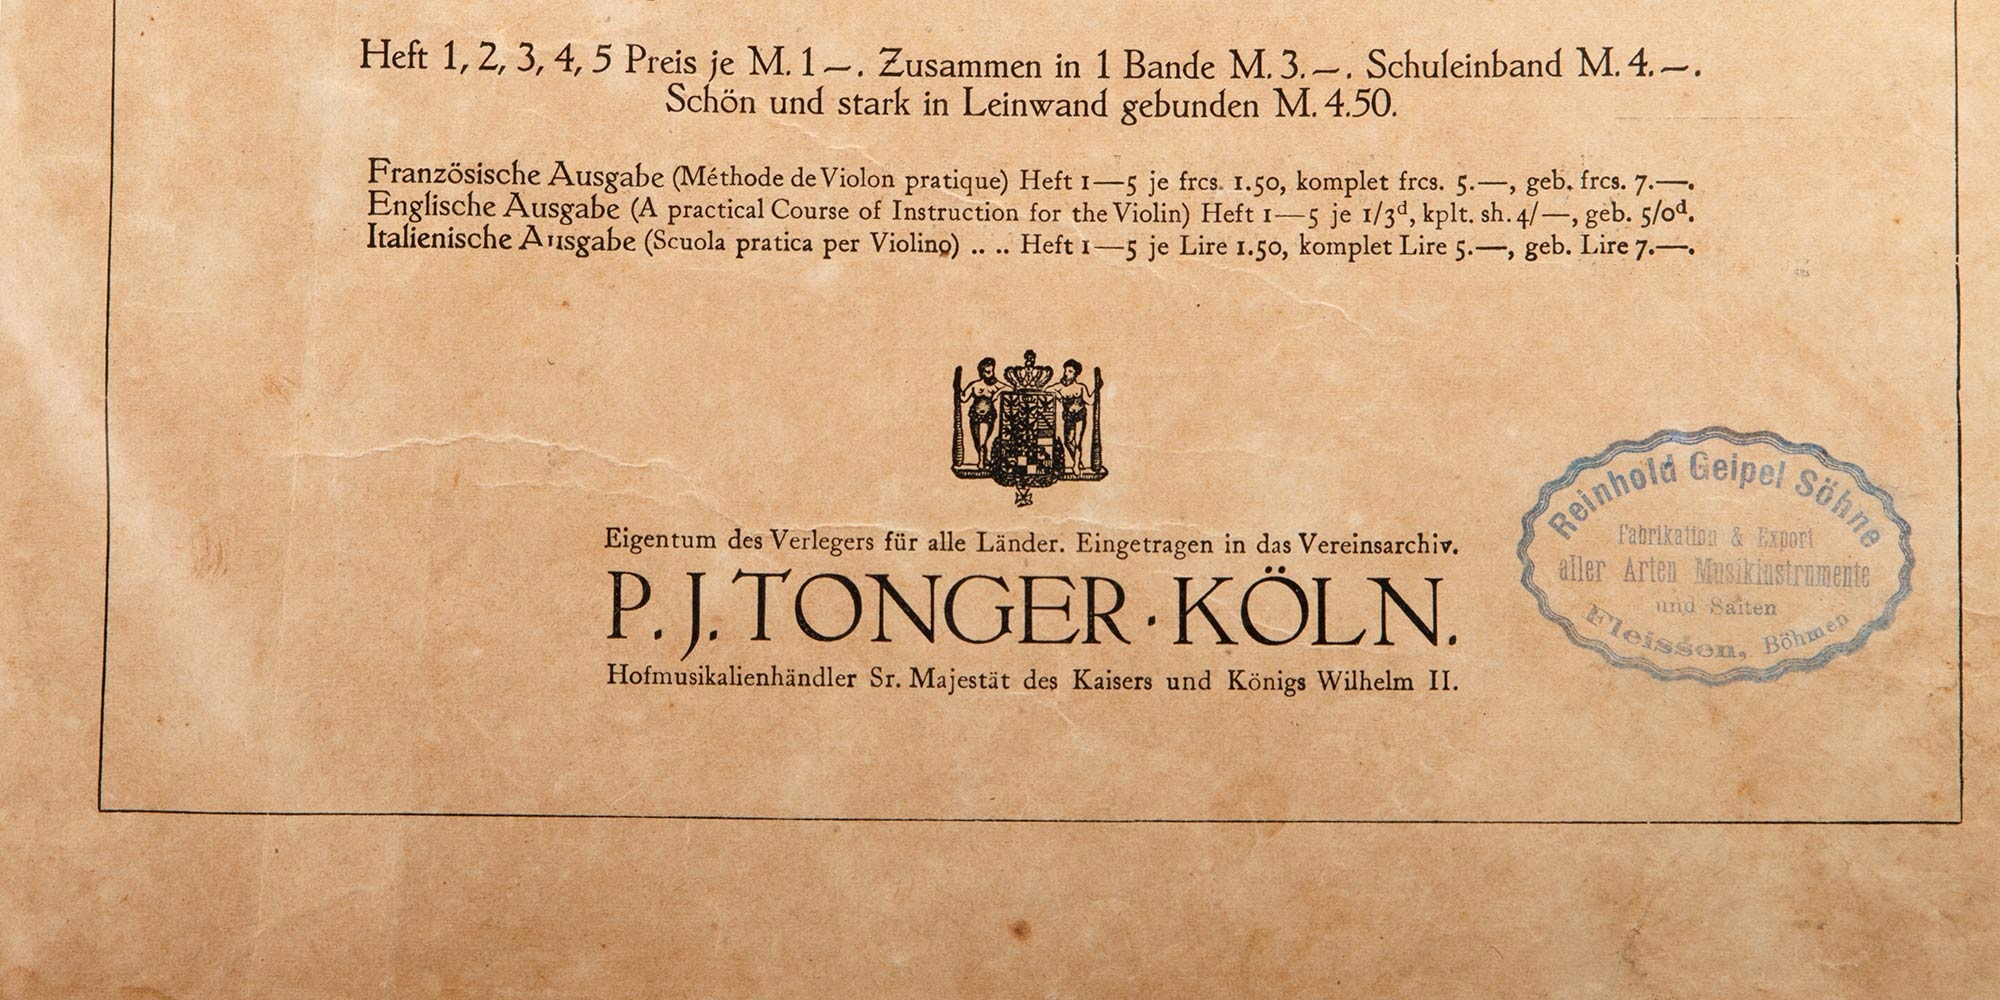 Heft 1, 2, 3, 4, 5 Preis je M. 1 –. Zusammen in 1 Bande M. 3.–. Schuleinband M. 4.–.
Schön und stark in Leinwand gebunden M. 4.50.
Französische Ausgabe (Méthode de Violon pratique) Heft 1—5 je frcs. 1.50, komplet frcs. 5.—, geb. frcs. 7.—.
Englische Ausgabe (A practical Course of Instruction for the Violin) Heft 1—5 je 1/3d, kplt. sh. 4/—, geb. 5/0d.
Italienische Ausgabe (Scuola pratica per Violino) .. .. Heft 1—5 je Lire 1.50, komplet Lire 5.—, geb. Lire 7.—.
Eigentum des Verlegers für alle Länder. Eingetragen in das Vereinsarchiv.
P. J. TONGER · KÖLN.
Hofmusikalienhändler Sr. Majestät des Kaisers und Königs Wilhelm II.
Reinhold Geipel Söhne
Fabrikation & Export
aller Arten Musikinstrumente
und Saiten
Fleissen, Böhmen